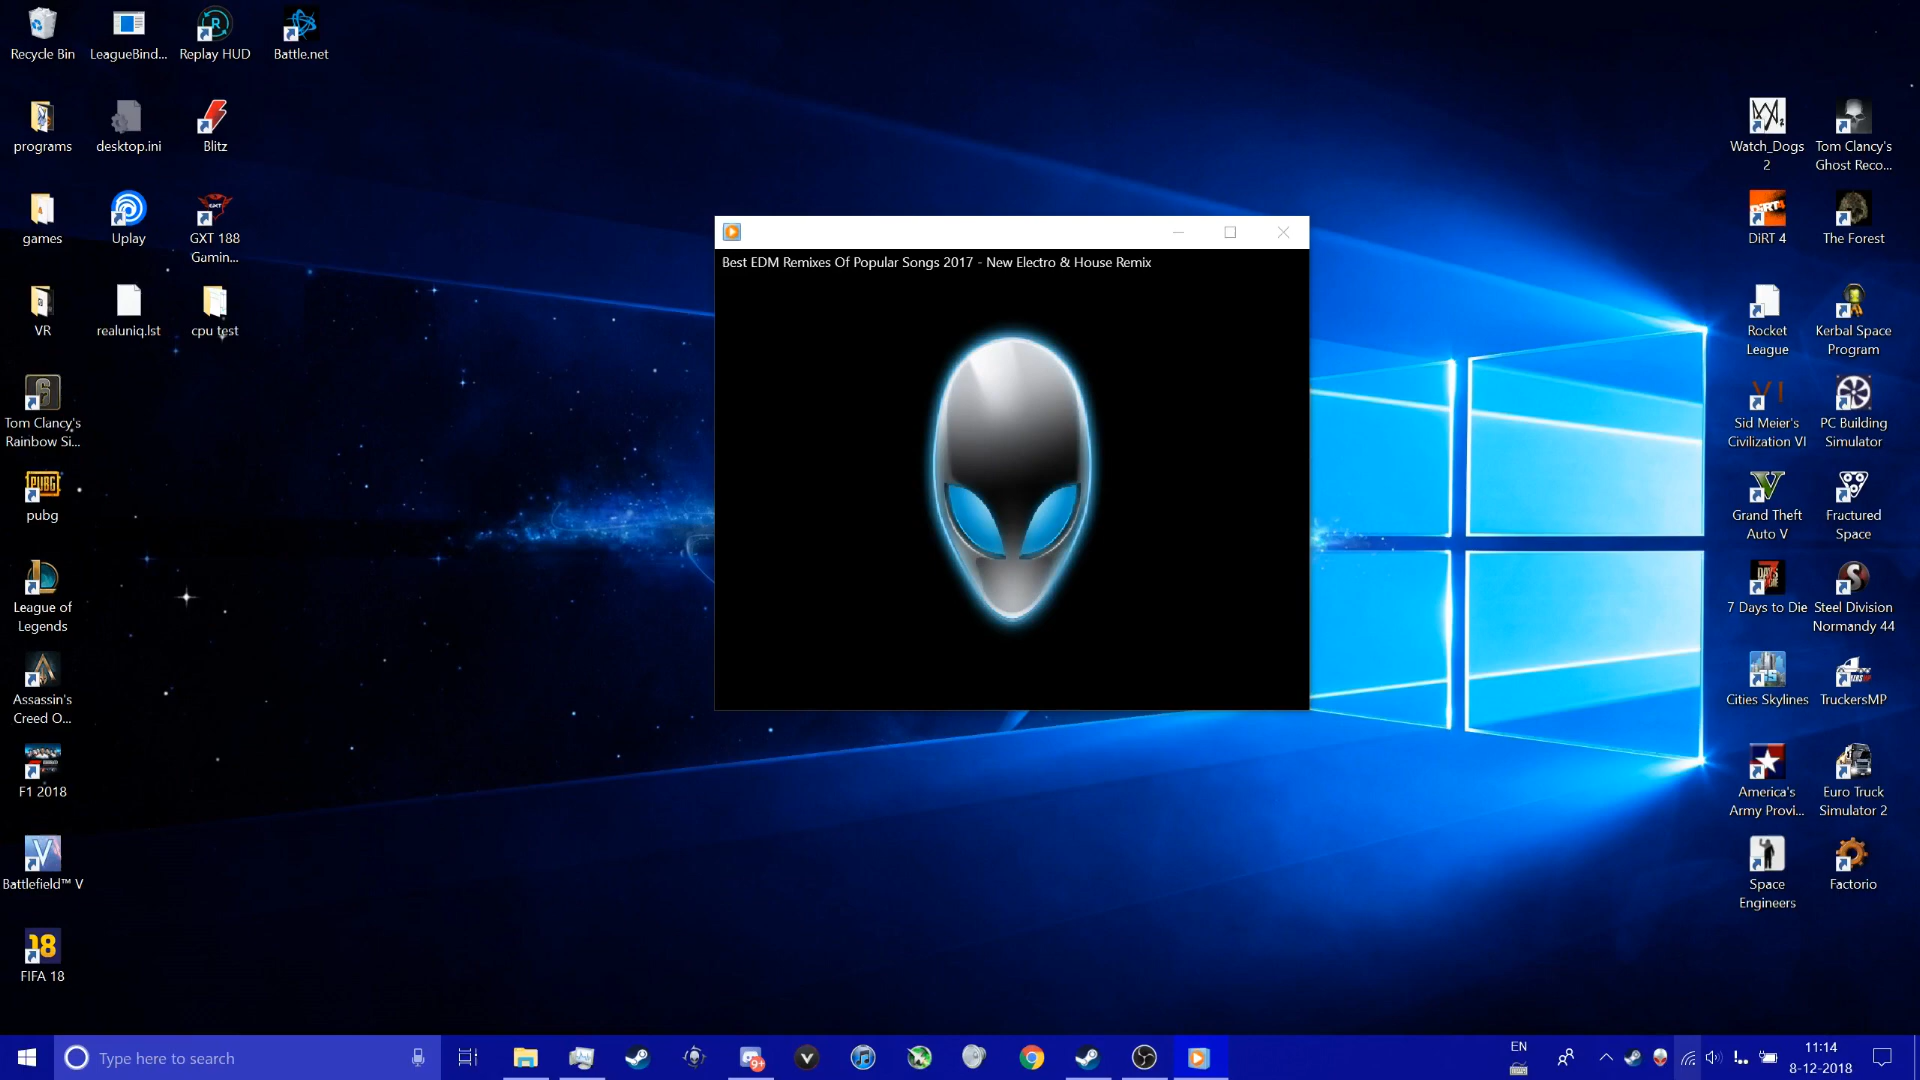 Recycle Bin
LeagueBind...
Replay HUD
Battle.net
programs
desktop.ini
Blitz
games
Uplay
GXT 188
Gamin...
VR
realuniq.lst
cpu test
Tom Clancy's
Rainbow Si...
PUBG
pubg
League of
Legends
Assassin's
Creed O...
F1 2018
Battlefield™ V
18
FIFA 18
Best EDM Remixes Of Popular Songs 2017 - New Electro & House Remix
Watch_Dogs
2
Tom Clancy's
Ghost Reco...
DiRT 4
The Forest
Rocket
League
Kerbal Space
Program
VI
Sid Meier's
Civilization VI
PC Building
Simulator
Grand Theft
Auto V
Fractured
Space
7 Days to Die
Steel Division
Normandy 44
Cities Skylines
TruckersMP
America's
Army Provi...
Euro Truck
Simulator 2
Space
Engineers
Factorio
Type here to search
9+
EN
11:14
8-12-2018